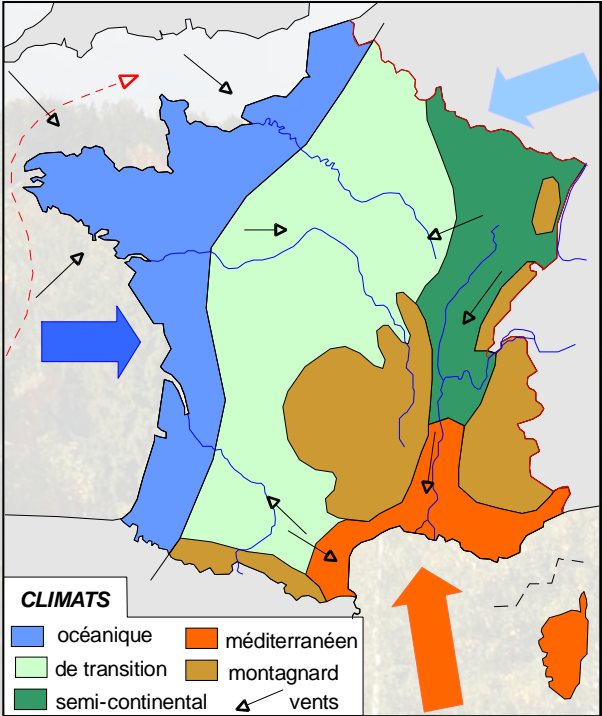 CLIMATS
océanique
méditerranéen
de transition
montagnard
semi-continental
vents